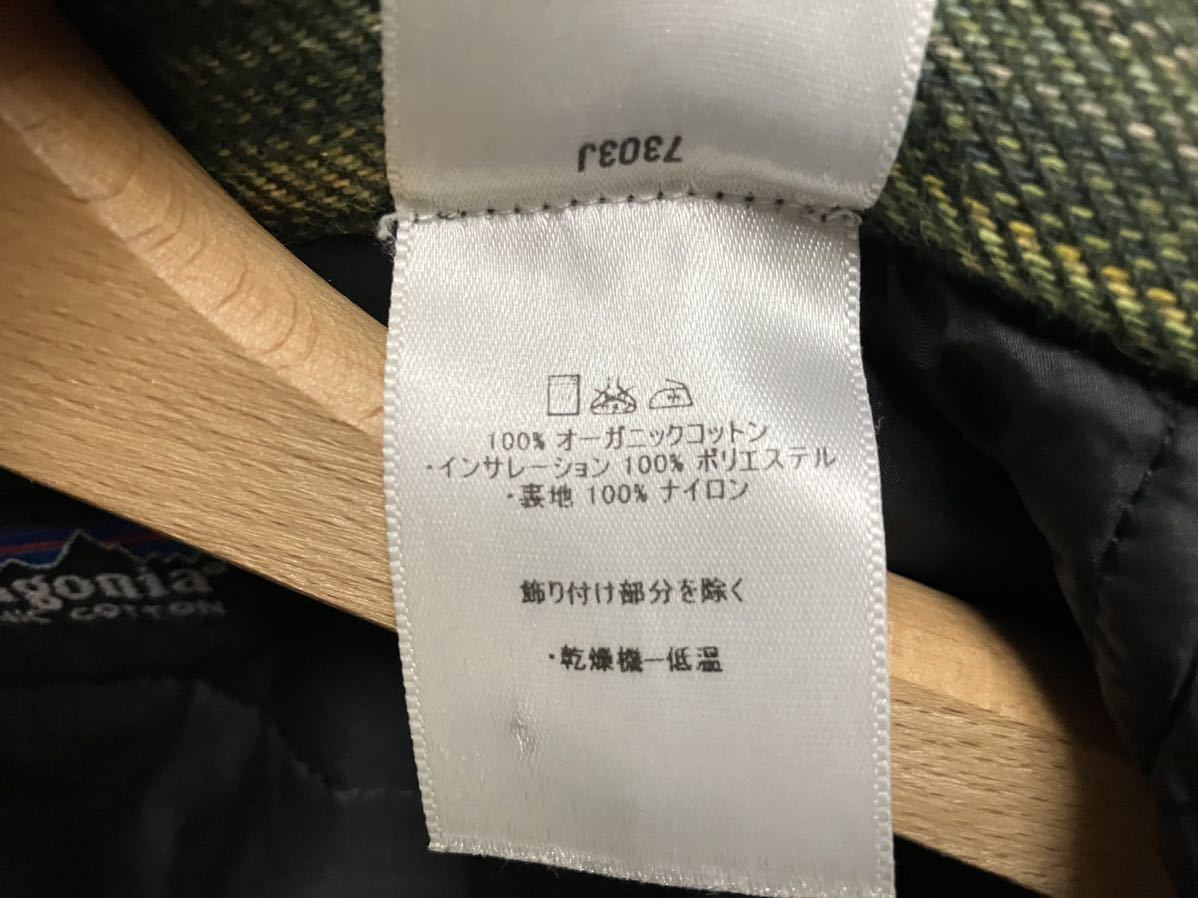 7303J
100% オーガニックコットン
・インサレーション 100% ポリエステル
・裏地 100% ナイロン
飾り付け部分を除く
・乾燥機ー低温
agonia
COTTON